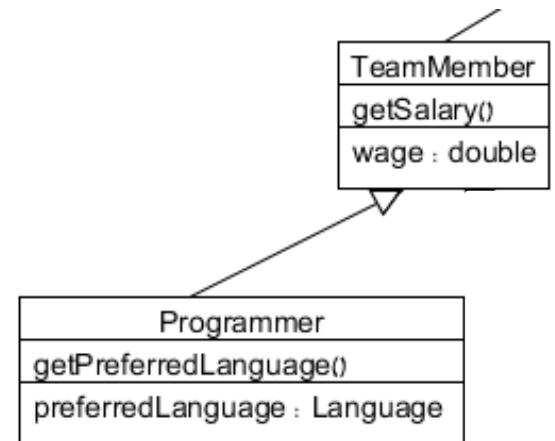 TeamMember
getSalary()
wage : double
Programmer
getPreferredLanguage()
preferredLanguage : Language